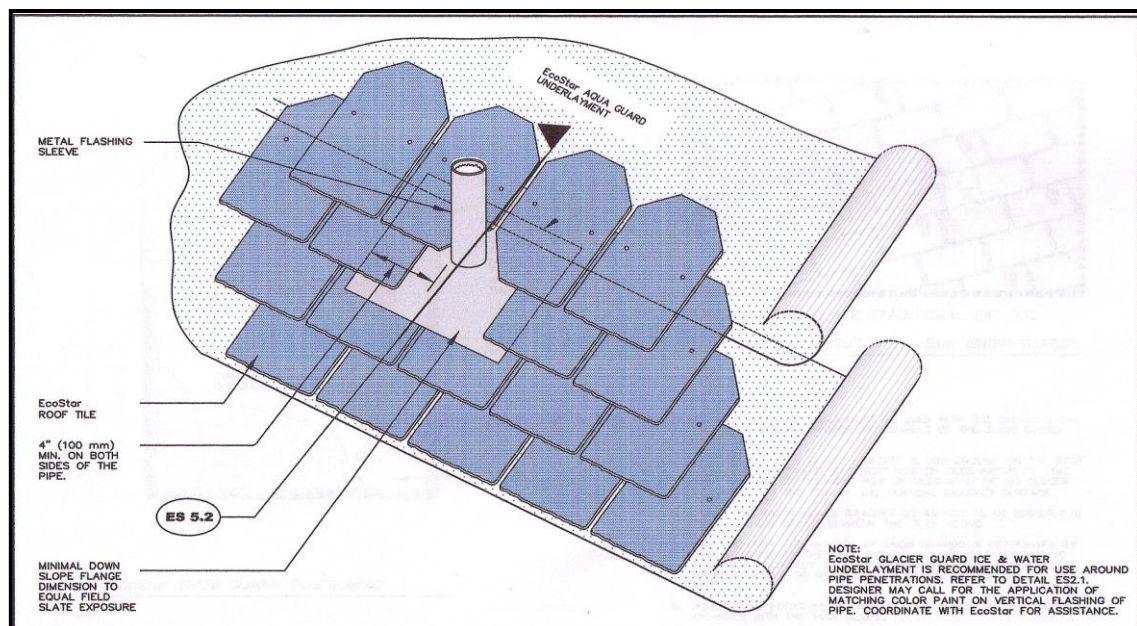 EcoStar AQUA GUARD
UNDERLAYMENT
METAL FLASHING
SLEEVE
EcoStar
ROOF TILE
4" (100 mm)
MIN. ON BOTH
SIDES OF THE
PIPE.
ES 5.2
MINIMAL DOWN
SLOPE FLANGE
DIMENSION TO
EQUAL FIELD
SLATE EXPOSURE
NOTE:
EcoStar GLACIER GUARD ICE & WATER
UNDERLAYMENT IS RECOMMENDED FOR USE AROUND
PIPE PENETRATIONS. REFER TO DETAIL ES2.1.
DESIGNER MAY CALL FOR THE APPLICATION OF
MATCHING COLOR PAINT ON VERTICAL FLASHING OF
PIPE. COORDINATE WITH EcoStar FOR ASSISTANCE.